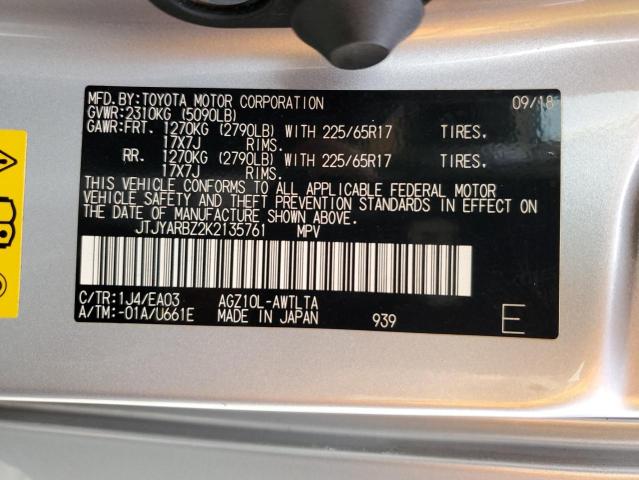 MFD.BY:TOYOTA MOTOR CORPORATION 09/18
GVWR:2310KG (5090LB)
GAWR:FRT. 1270KG (2790LB) WITH 225/65R17 TIRES,
17X7J RIMS.
RR. 1270KG (2790LB) WITH 225/65R17 TIRES,
17X7J RIMS.
THIS VEHICLE CONFORMS TO ALL APPLICABLE FEDERAL MOTOR
VEHICLE SAFETY AND THEFT PREVENTION STANDARDS IN EFFECT ON
THE DATE OF MANUFACTURE SHOWN ABOVE.
JTJYARBZ2K2135761 MPV
C/TR:1J4/EA03 AGZ10L-AWTLTA
A/TM:-01A/U661E MADE IN JAPAN 939 E